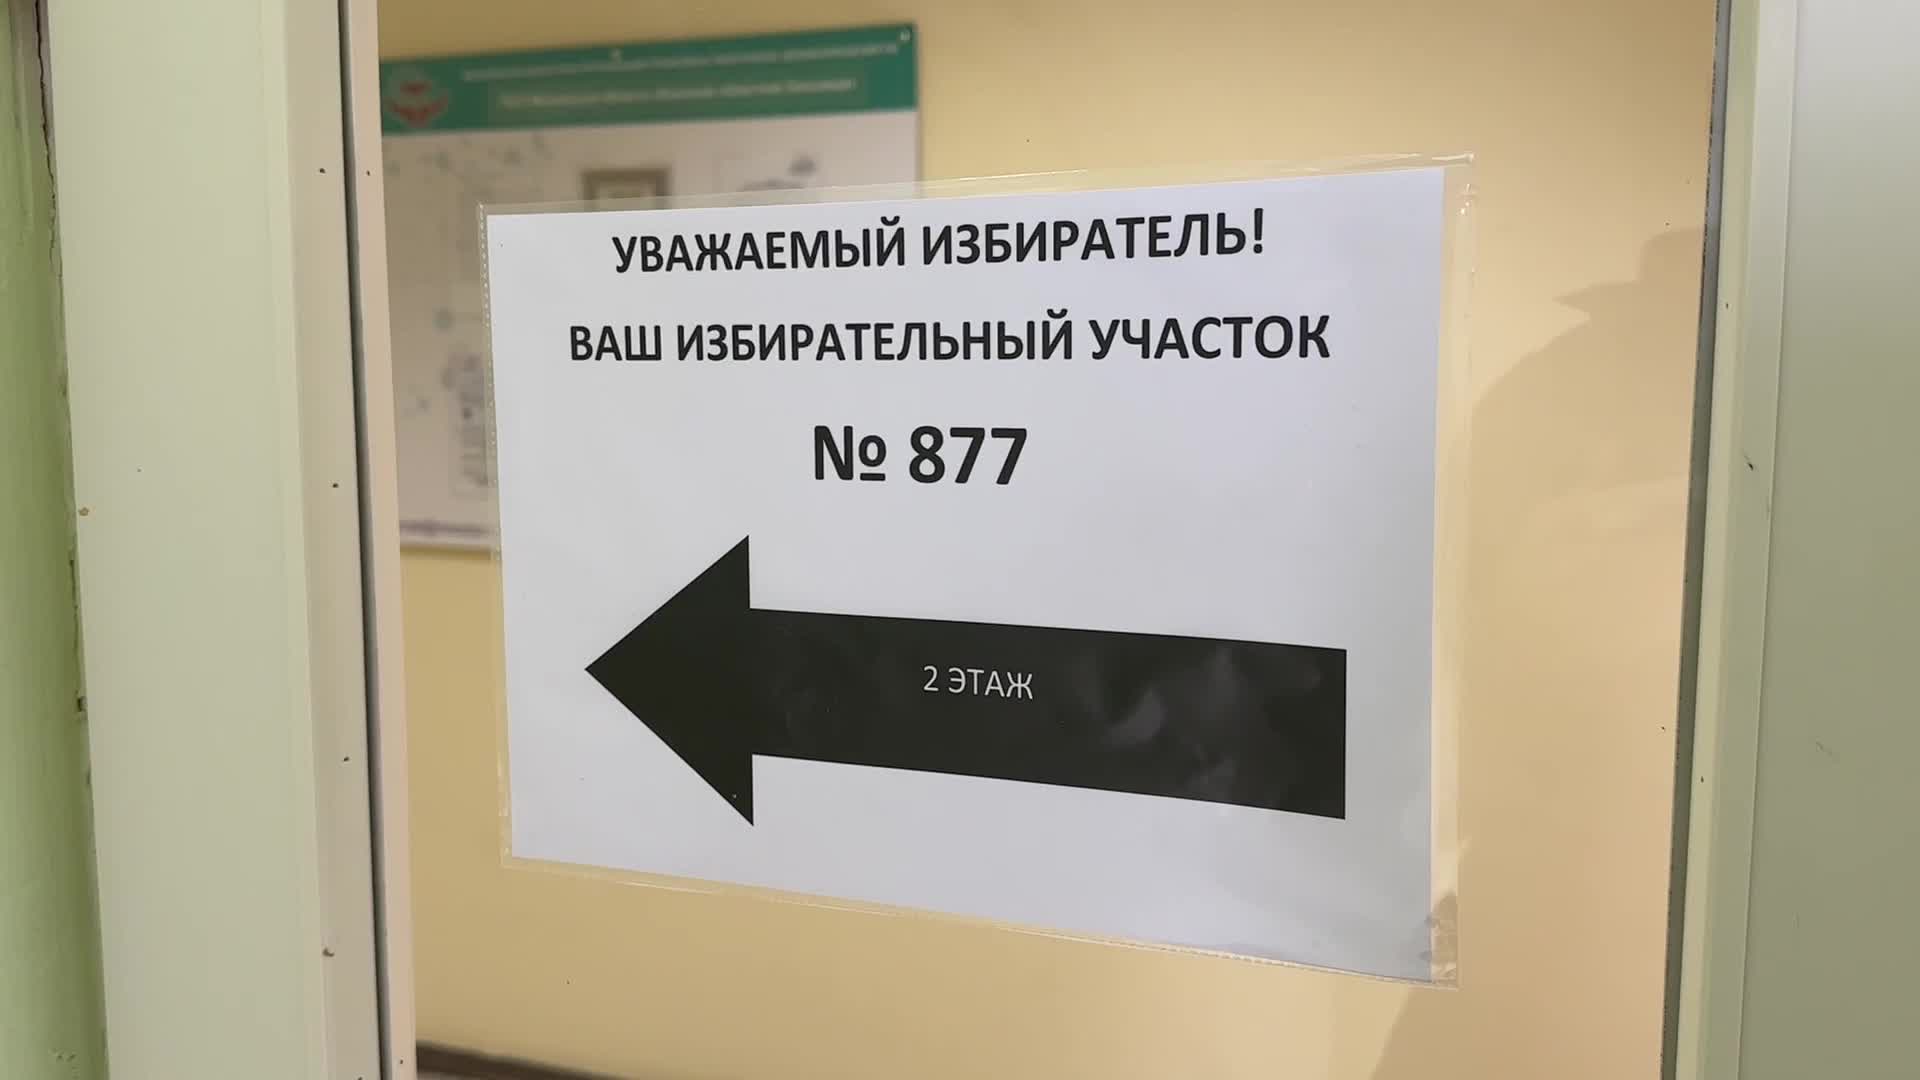 УВАЖАЕМЫЙ ИЗБИРАТЕЛЬ!
ВАШ ИЗБИРАТЕЛЬНЫЙ УЧАСТОК
№ 877
2 ЭТАЖ